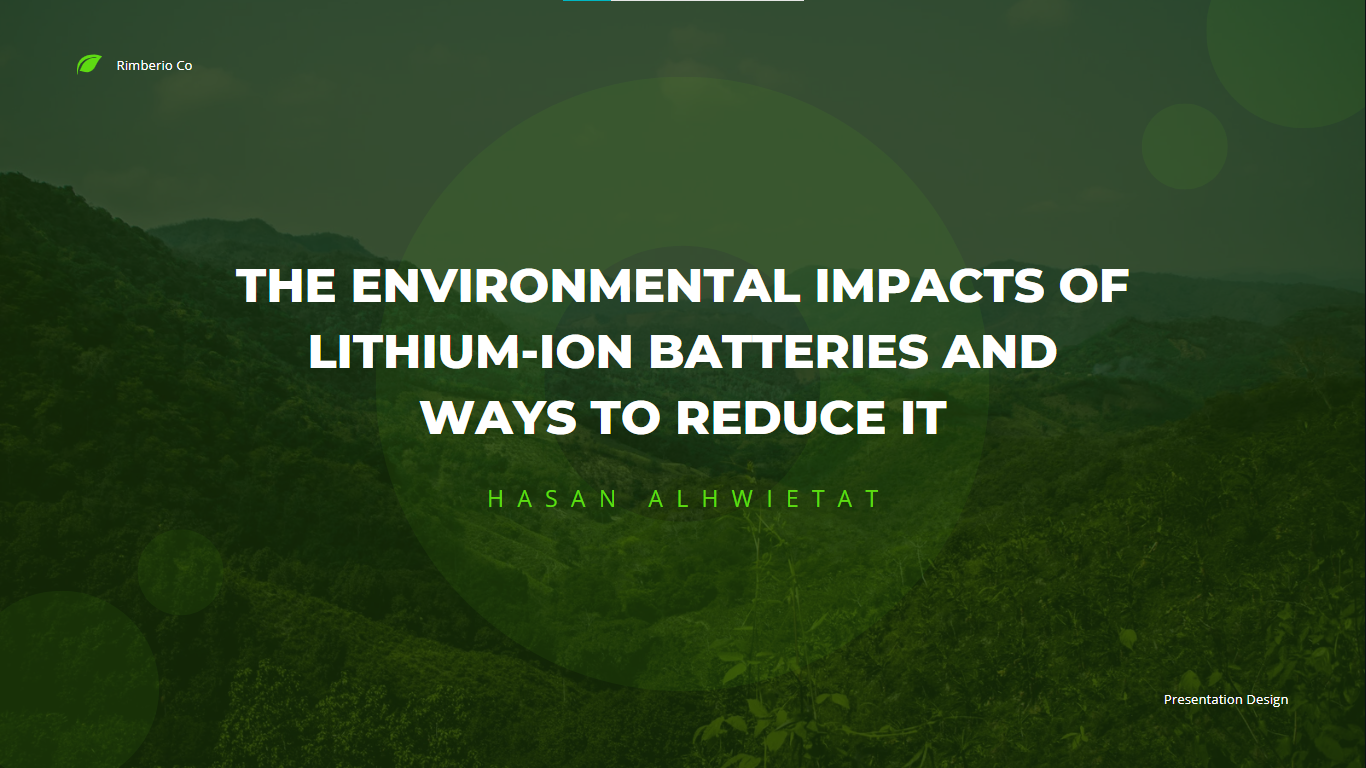 Rimberio Co
THE ENVIRONMENTAL IMPACTS OF
LITHIUM-ION BATTERIES AND
WAYS TO REDUCE IT
HASAN ALHWIETAT
Presentation Design